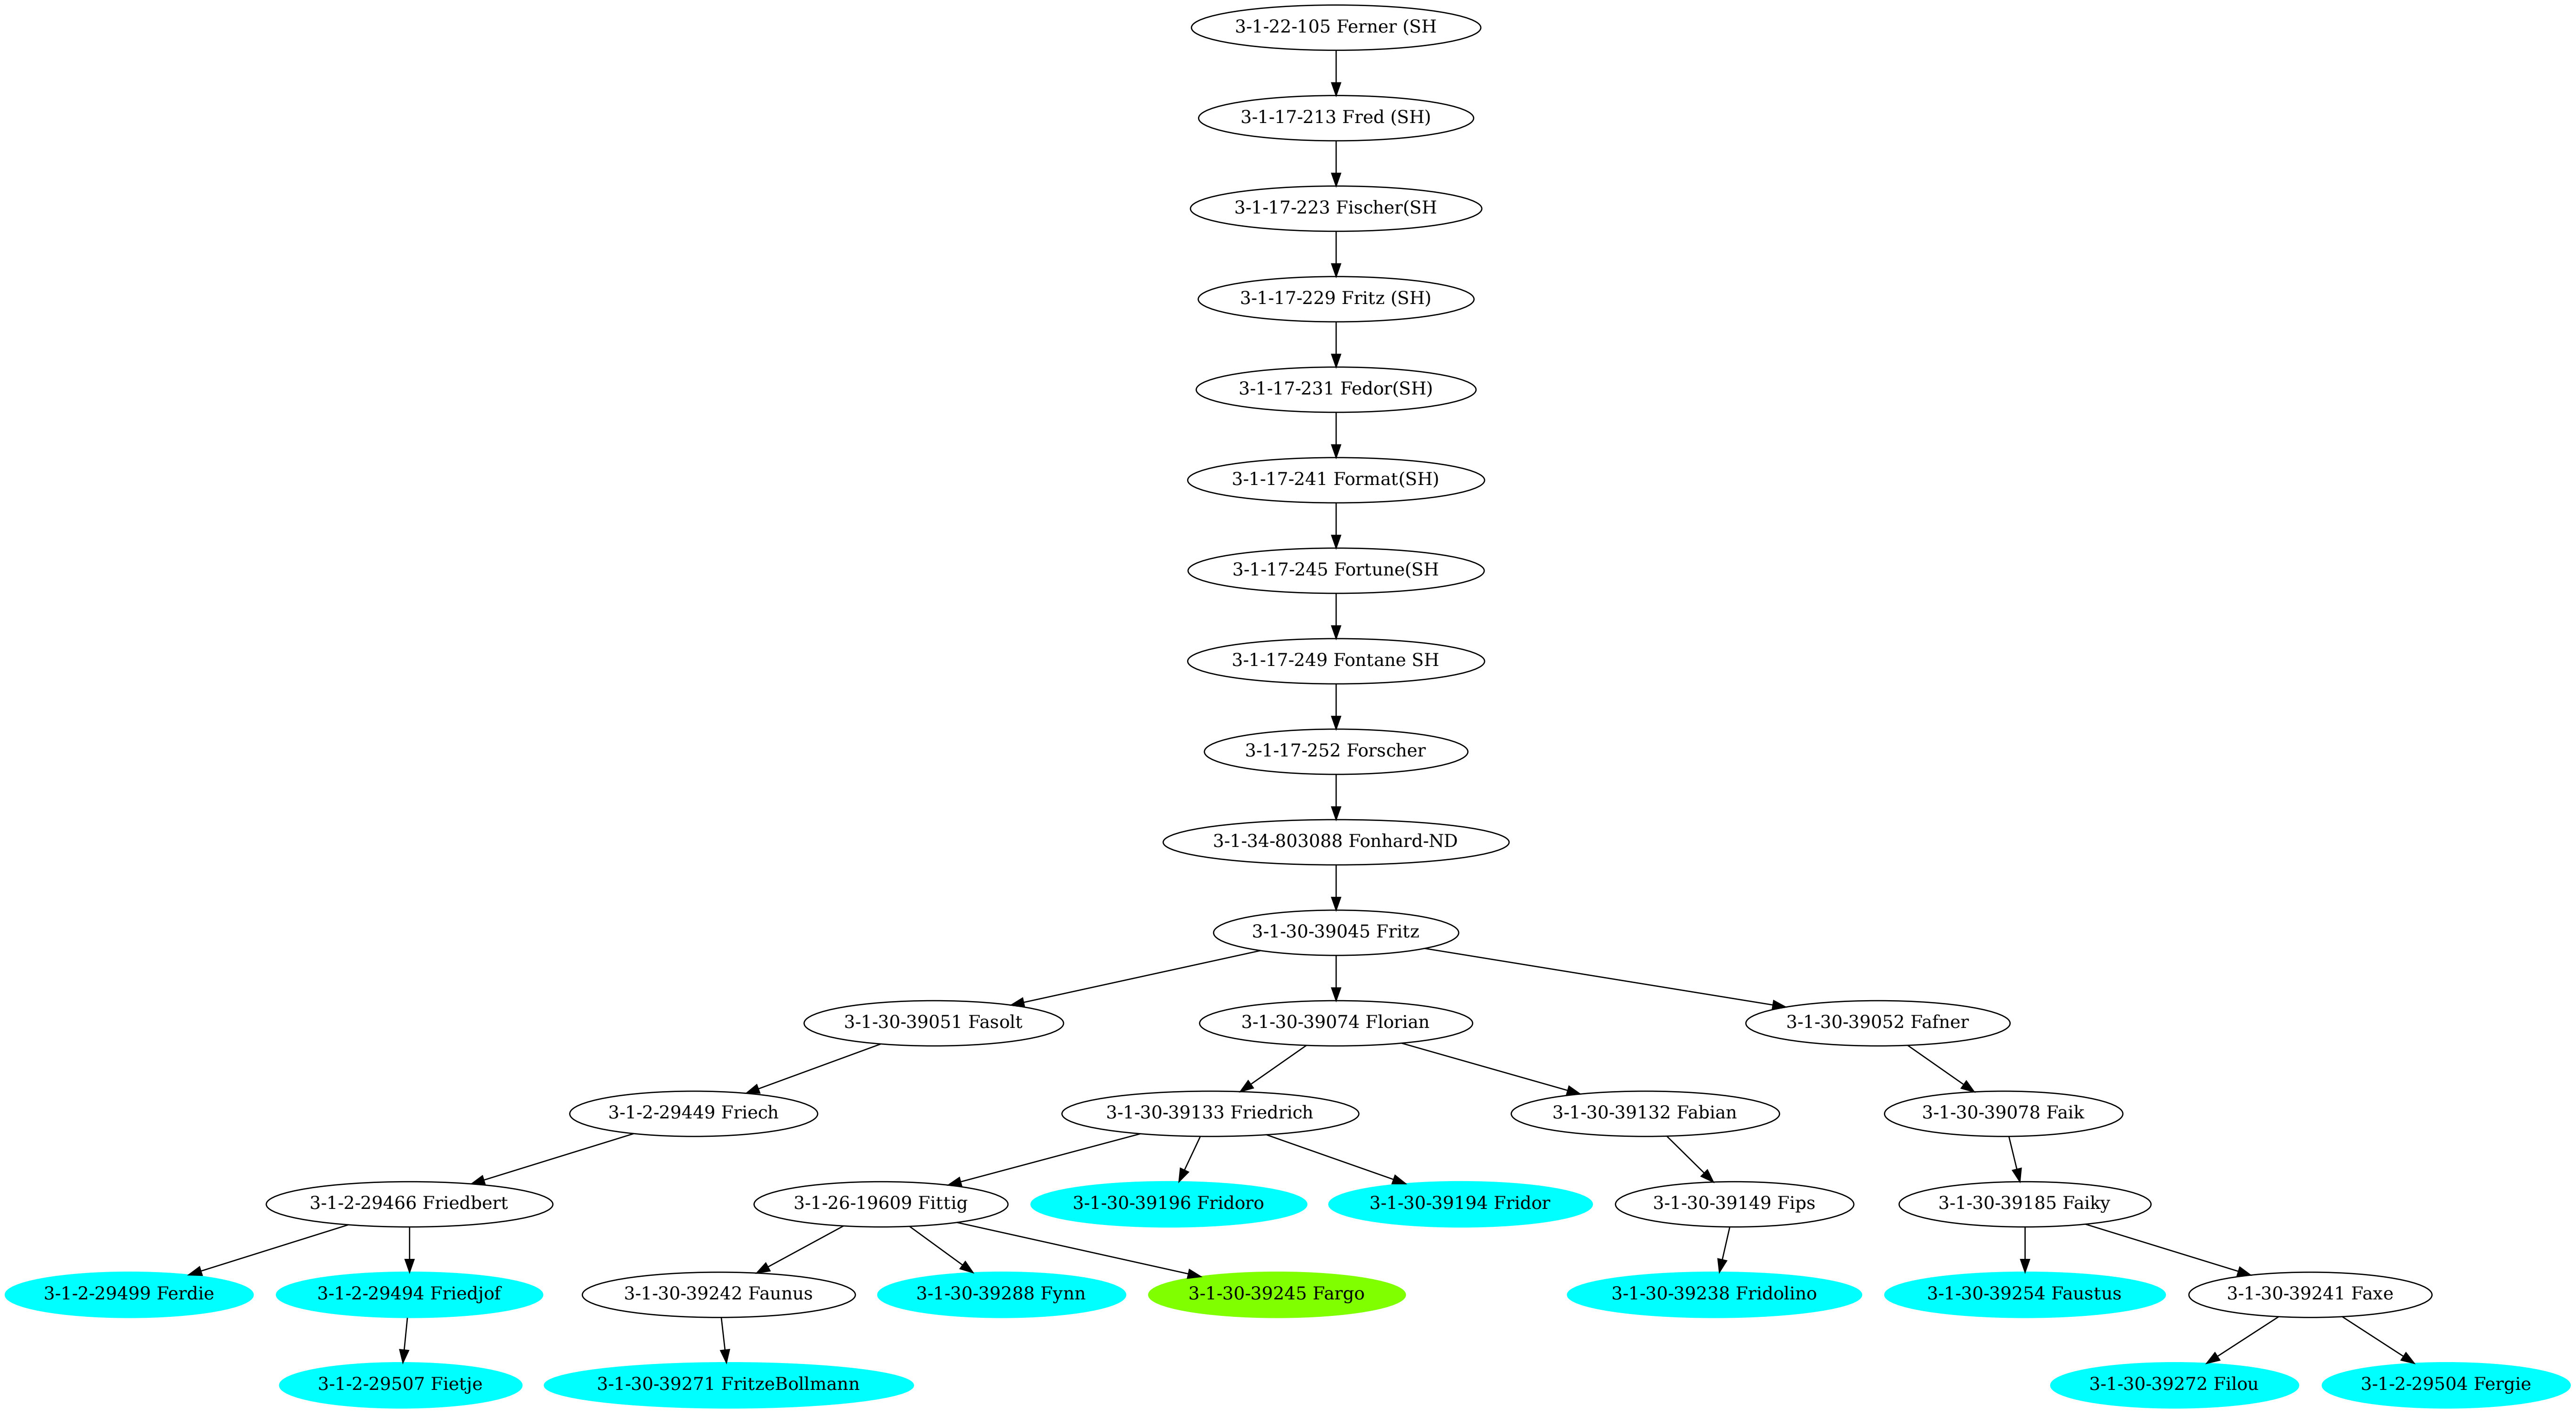 3-1-22-105 Ferner (SH
3-1-17-213 Fred (SH)
3-1-17-223 Fischer(SH
3-1-17-229 Fritz (SH)
3-1-17-231 Fedor(SH)
3-1-17-241 Format(SH)
3-1-17-245 Fortune(SH
3-1-17-249 Fontane SH
3-1-17-252 Forscher
3-1-34-803088 Fonhard-ND
3-1-30-39045 Fritz
3-1-30-39051 Fasolt
3-1-30-39074 Florian
3-1-30-39052 Fafner
3-1-2-29449 Friech
3-1-30-39133 Friedrich
3-1-30-39132 Fabian
3-1-30-39078 Faik
3-1-2-29466 Friedbert
3-1-26-19609 Fittig
3-1-30-39196 Fridoro
3-1-30-39194 Fridor
3-1-30-39149 Fips
3-1-30-39185 Faiky
3-1-2-29499 Ferdie
3-1-2-29494 Friedjof
3-1-30-39242 Faunus
3-1-30-39288 Fynn
3-1-30-39245 Fargo
3-1-30-39238 Fridolino
3-1-30-39254 Faustus
3-1-30-39241 Faxe
3-1-2-29507 Fietje
3-1-30-39271 FritzeBollmann
3-1-30-39272 Filou
3-1-2-29504 Fergie